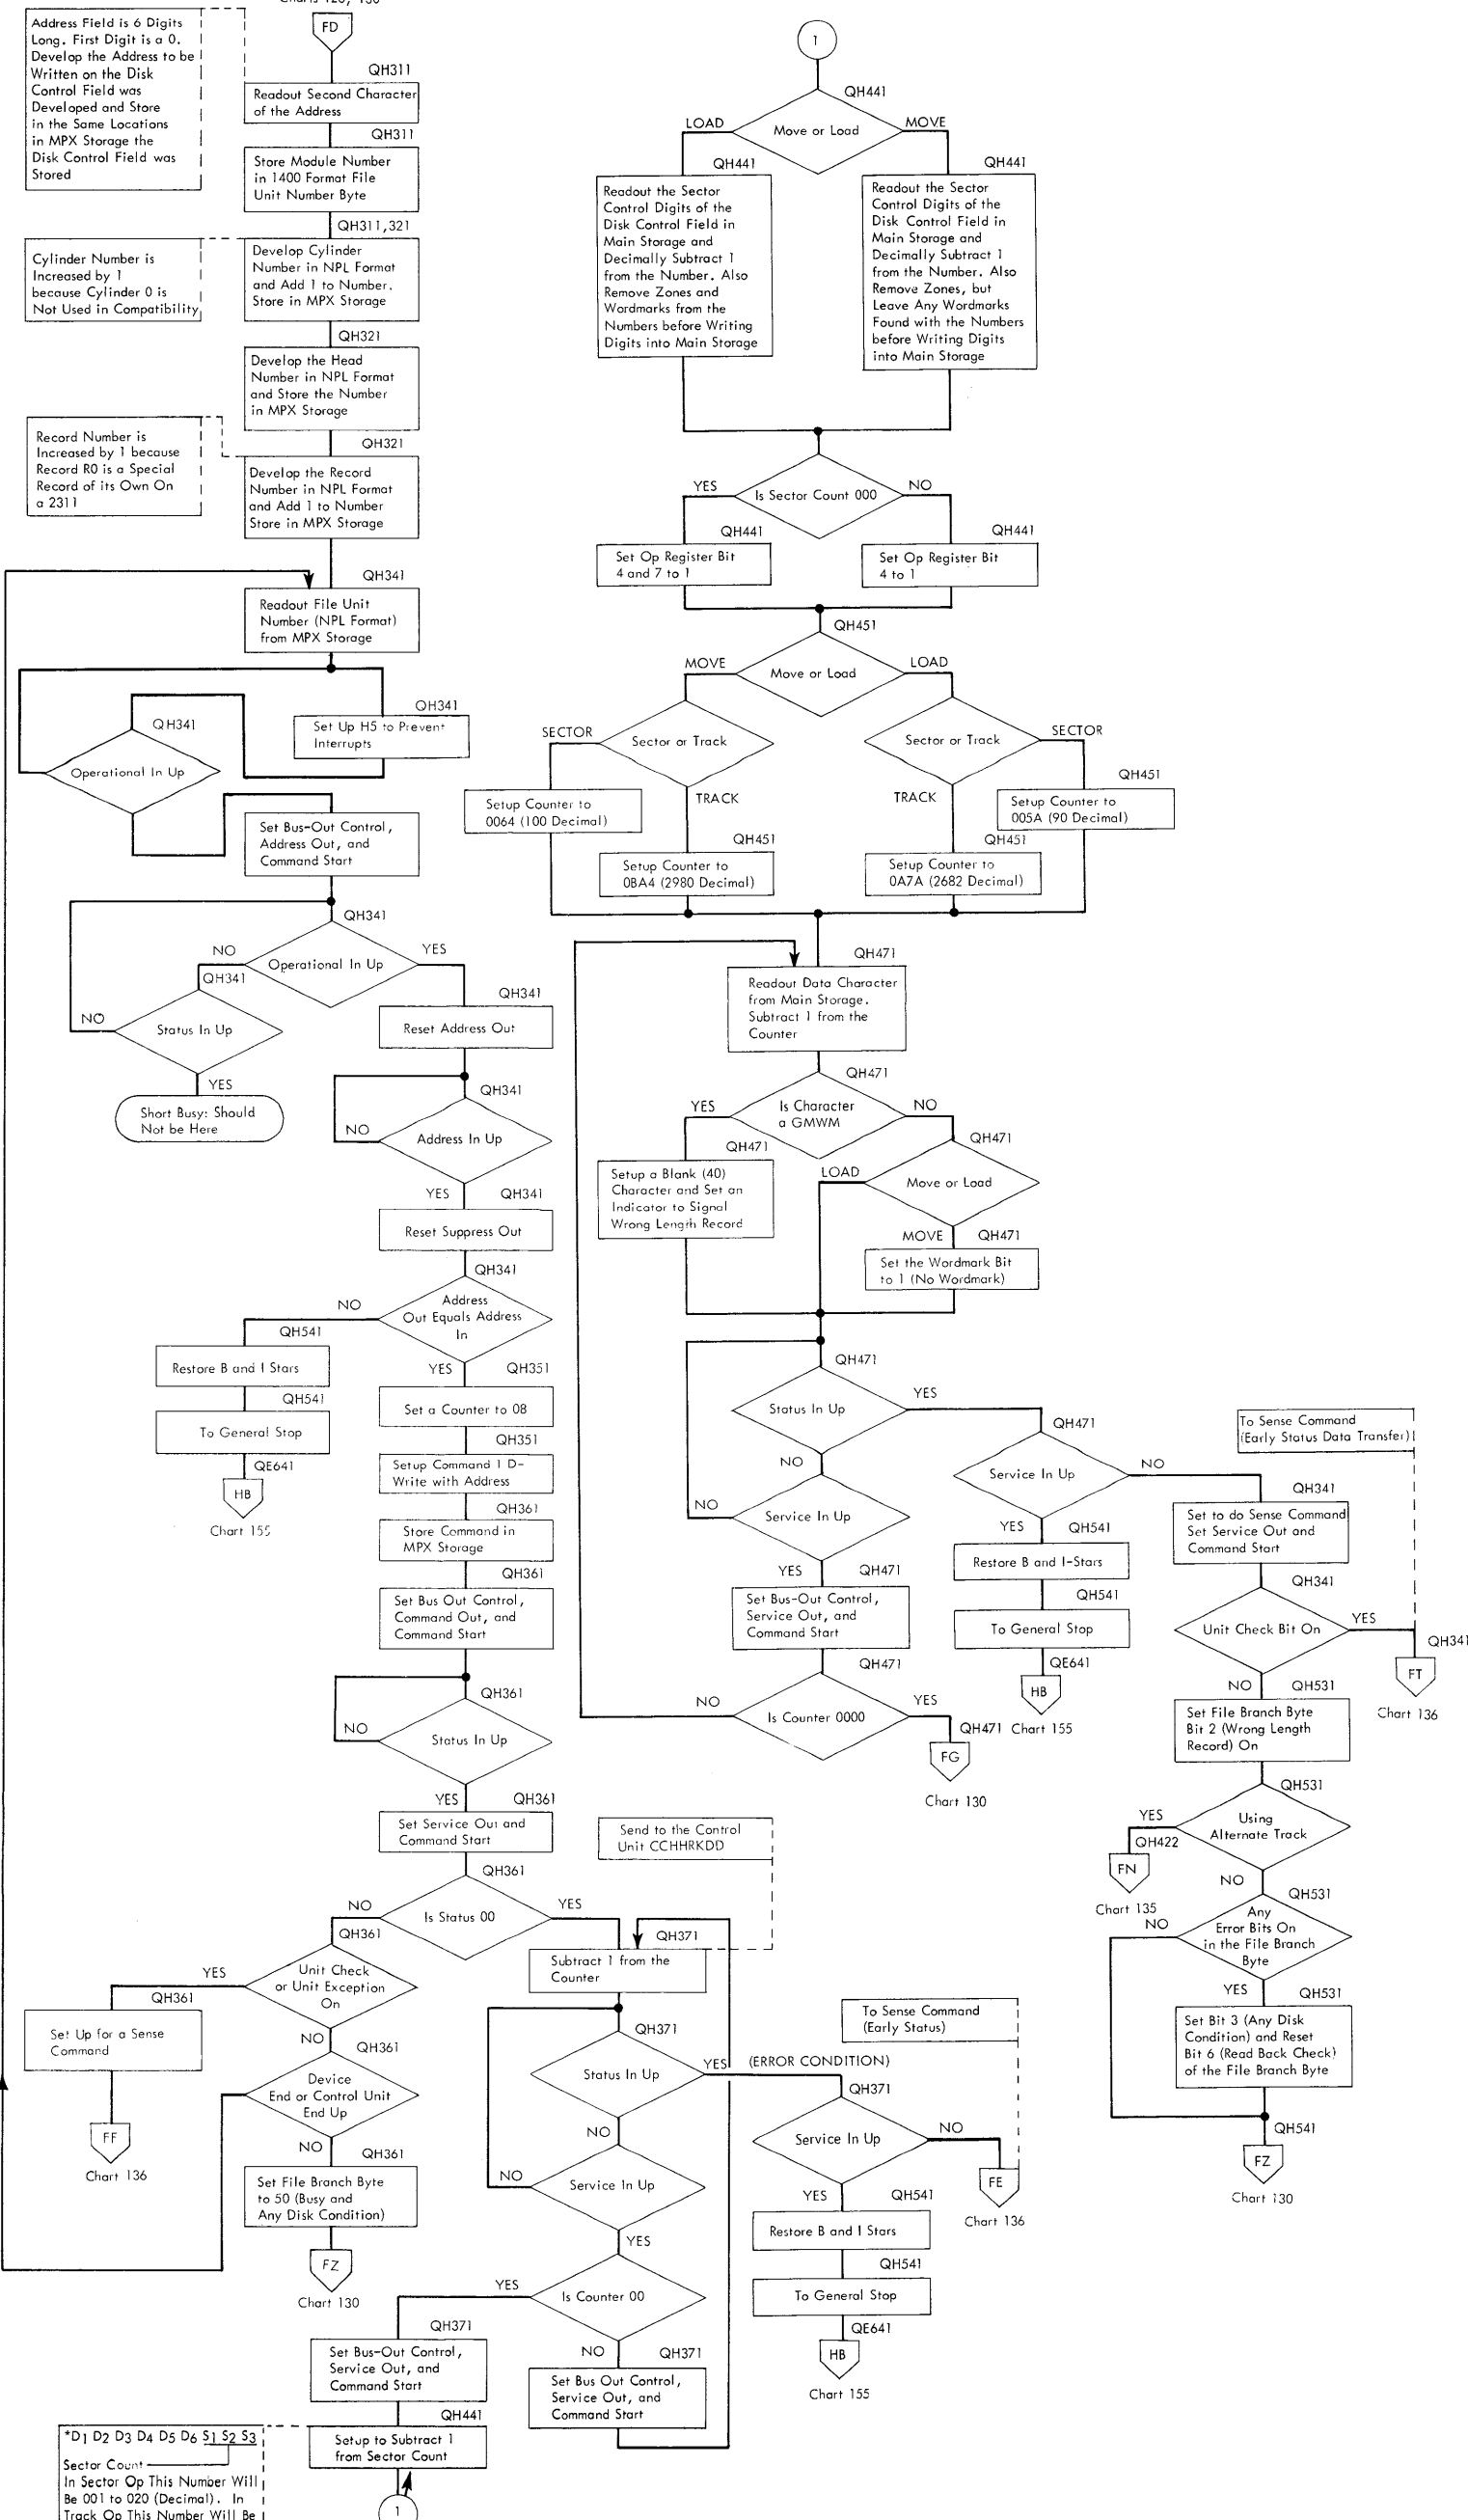 FD
Address Field is 6 Digits
Long. First Digit is a 0.
Develop the Address to be
Written on the Disk
Control Field was
Developed and Store
in the Same Locations
in MPX Storage the
Disk Control Field was
Stored
QH311
Readout Second Character
of the Address
QH311
Store Module Number
in 1400 Format File
Unit Number Byte
QH311,321
Cylinder Number is
Increased by 1
because Cylinder 0 is
Not Used in Compatibility
Develop Cylinder
Number in NPL Format
and Add 1 to Number.
Store in MPX Storage
QH321
Develop the Head
Number in NPL Format
and Store the Number
in MPX Storage
QH321
Record Number is
Increased by 1 because
Record R0 is a Special
Record of its Own On
a 2311
Develop the Record
Number in NPL Format
and Add 1 to Number
Store in MPX Storage
QH341
Readout File Unit
Number (NPL Format)
from MPX Storage
QH341
Set Up H5 to Prevent
Interrupts
QH341
Operational In Up
Set Bus-Out Control,
Address Out, and
Command Start
QH341
Operational In Up
NO
YES
QH341
Status In Up
NO
YES
Short Busy: Should
Not be Here
QH341
Reset Address Out
QH341
Address In Up
NO
YES
QH341
Reset Suppress Out
QH341
Address
Out Equals Address
In
NO
QH541
Restore B and I Stars
QH541
To General Stop
QE641
HB
Chart 155
YES
QH351
Set a Counter to 08
QH351
Setup Command 1 D-
Write with Address
QH361
Store Command in
MPX Storage
QH361
Set Bus Out Control,
Command Out, and
Command Start
QH361
Status In Up
NO
YES
QH361
Set Service Out and
Command Start
QH361
Is Status 00
NO
YES
QH361
Unit Check
or Unit Exception
On
YES
QH361
Set Up for a Sense
Command
FF
Chart 136
NO
QH361
Device
End or Control Unit
End Up
NO
QH361
Set File Branch Byte
to 50 (Busy and
Any Disk Condition)
FZ
Chart 130
Send to the Control
Unit CCHHRKDD
QH371
Subtract 1 from the
Counter
QH371
Status In Up
YES
(ERROR CONDITION)
NO
Service In Up
NO
YES
Is Counter 00
YES
NO
QH371
Set Bus Out Control,
Service Out, and
Command Start
QH371
Set Bus-Out Control,
Service Out, and
Command Start
QH441
Setup to Subtract 1
from Sector Count
1
*D1 D2 D3 D4 D5 D6 S1 S2 S3
Sector Count
In Sector Op This Number Will
Be 001 to 020 (Decimal). In
Track Op This Number Will Be
To Sense Command
(Early Status)
QH371
Service In Up
NO
FE
Chart 136
YES
QH541
Restore B and I Stars
QH541
To General Stop
QE641
HB
Chart 155
1
QH441
Move or Load
LOAD
MOVE
QH441
Readout the Sector
Control Digits of the
Disk Control Field in
Main Storage and
Decimally Subtract 1
from the Number. Also
Remove Zones and
Wordmarks from the
Numbers before Writing
Digits into Main Storage
QH441
Readout the Sector
Control Digits of the
Disk Control Field in
Main Storage and
Decimally Subtract 1
from the Number. Also
Remove Zones, but
Leave Any Wordmarks
Found with the Numbers
before Writing Digits
into Main Storage
Is Sector Count 000
YES
NO
QH441
Set Op Register Bit
4 and 7 to 1
QH441
Set Op Register Bit
4 to 1
QH451
Move or Load
MOVE
LOAD
Sector or Track
SECTOR
TRACK
Setup Counter to
0064 (100 Decimal)
QH451
Setup Counter to
0BA4 (2980 Decimal)
Sector or Track
SECTOR
TRACK
QH451
Setup Counter to
005A (90 Decimal)
QH451
Setup Counter to
0A7A (2682 Decimal)
QH471
Readout Data Character
from Main Storage.
Subtract 1 from the
Counter
QH471
Is Character
a GMWM
YES
NO
QH471
Setup a Blank (40)
Character and Set an
Indicator to Signal
Wrong Length Record
QH471
Move or Load
LOAD
MOVE
QH471
Set the Wordmark Bit
to 1 (No Wordmark)
QH471
Status In Up
YES
NO
Service In Up
NO
YES
QH471
Set Bus-Out Control,
Service Out, and
Command Start
QH471
Is Counter 0000
NO
YES
QH471
FG
Chart 130
QH471
Service In Up
NO
YES
QH541
Restore B and I-Stars
QH541
To General Stop
QE641
HB
Chart 155
To Sense Command
(Early Status Data Transfer)
QH341
Set to do Sense Command
Set Service Out and
Command Start
QH341
Unit Check Bit On
YES
QH341
FT
Chart 136
NO
QH531
Set File Branch Byte
Bit 2 (Wrong Length
Record) On
QH531
Using
Alternate Track
YES
QH422
FN
Chart 135
NO
QH531
Any
Error Bits On
in the File Branch
Byte
NO
YES
QH531
Set Bit 3 (Any Disk
Condition) and Reset
Bit 6 (Read Back Check)
of the File Branch Byte
QH541
FZ
Chart 130